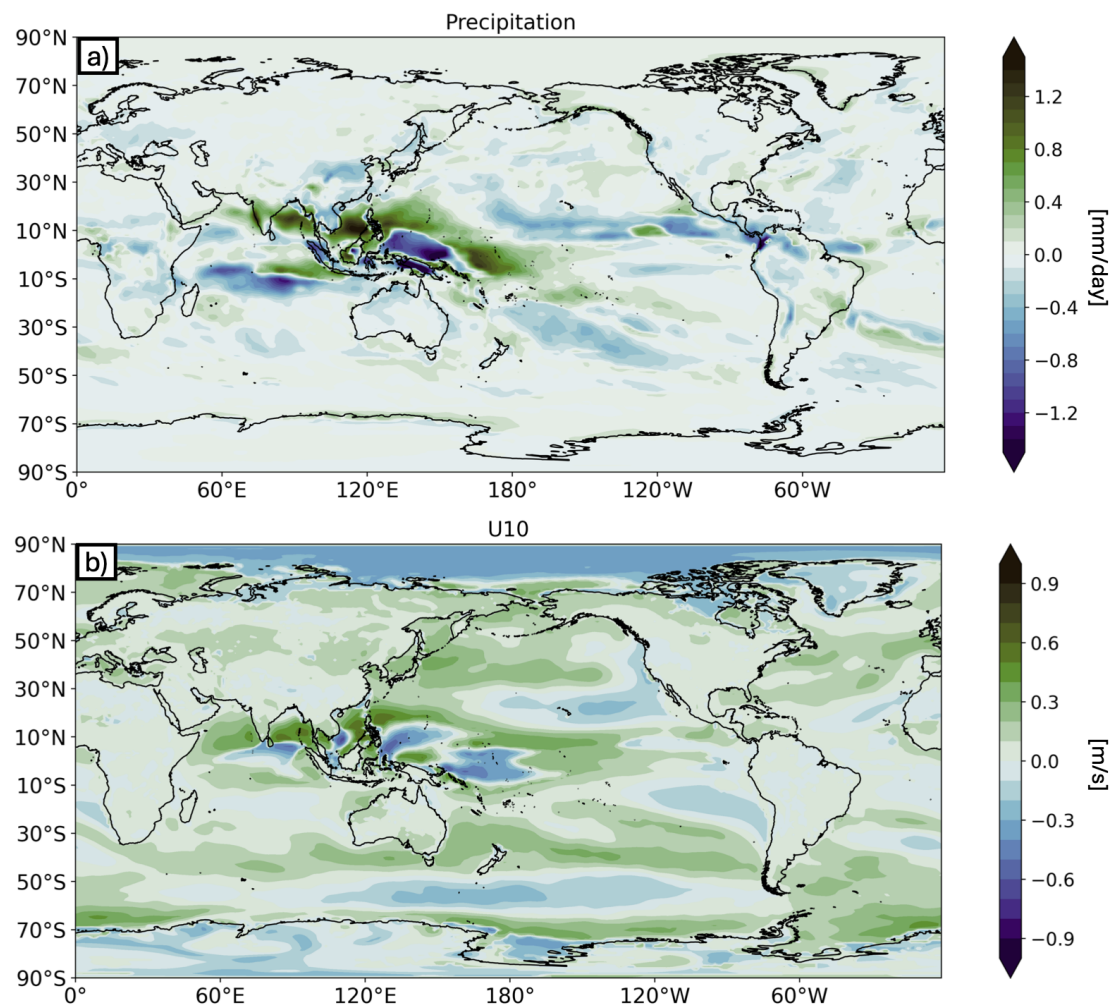 Precipitation
a)
90°N
70°N
50°N
30°N
10°N
10°S
30°S
50°S
70°S
90°S
0°
60°E
120°E
180°
120°W
60°W
1.2
0.8
0.4
0.0
−0.4
−0.8
−1.2
[mm/day]
U10
b)
90°N
70°N
50°N
30°N
10°N
10°S
30°S
50°S
70°S
90°S
0°
60°E
120°E
180°
120°W
60°W
0.9
0.6
0.3
0.0
−0.3
−0.6
−0.9
[m/s]